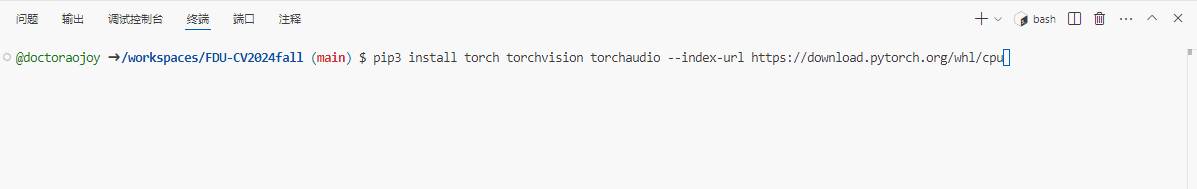 问题 输出 调试控制台 终端 端口 注释 bash
@doctoraojoy ➜/workspaces/FDU-CV2024fall (main) $ pip3 install torch torchvision torchaudio --index-url https://download.pytorch.org/whl/cpu